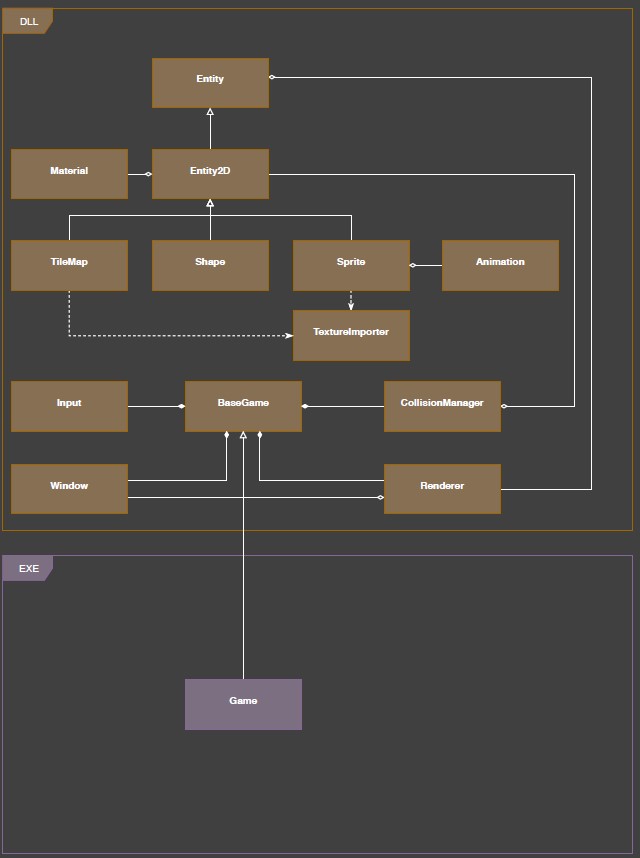 DLL
Entity
Material
Entity2D
TileMap
Shape
Sprite
Animation
TextureImporter
Input
BaseGame
CollisionManager
Window
Renderer
EXE
Game